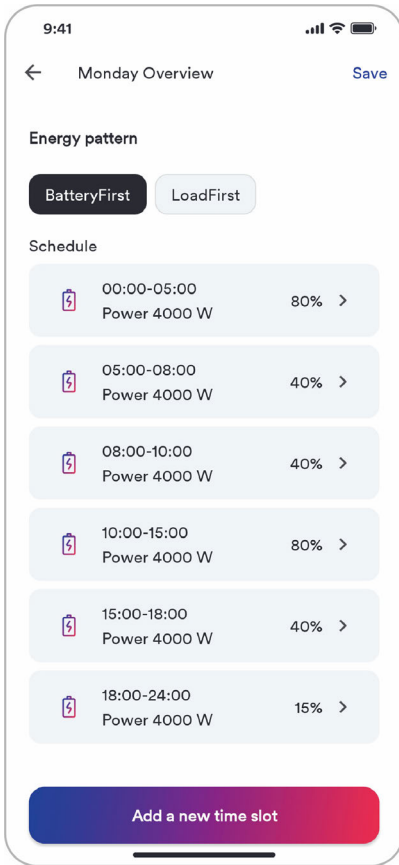 9:41
Monday Overview
Save
Energy pattern
BatteryFirst
LoadFirst
Schedule
00:00-05:00
Power 4000 W
80%
05:00-08:00
Power 4000 W
40%
08:00-10:00
Power 4000 W
40%
10:00-15:00
Power 4000 W
80%
15:00-18:00
Power 4000 W
40%
18:00-24:00
Power 4000 W
15%
Add a new time slot